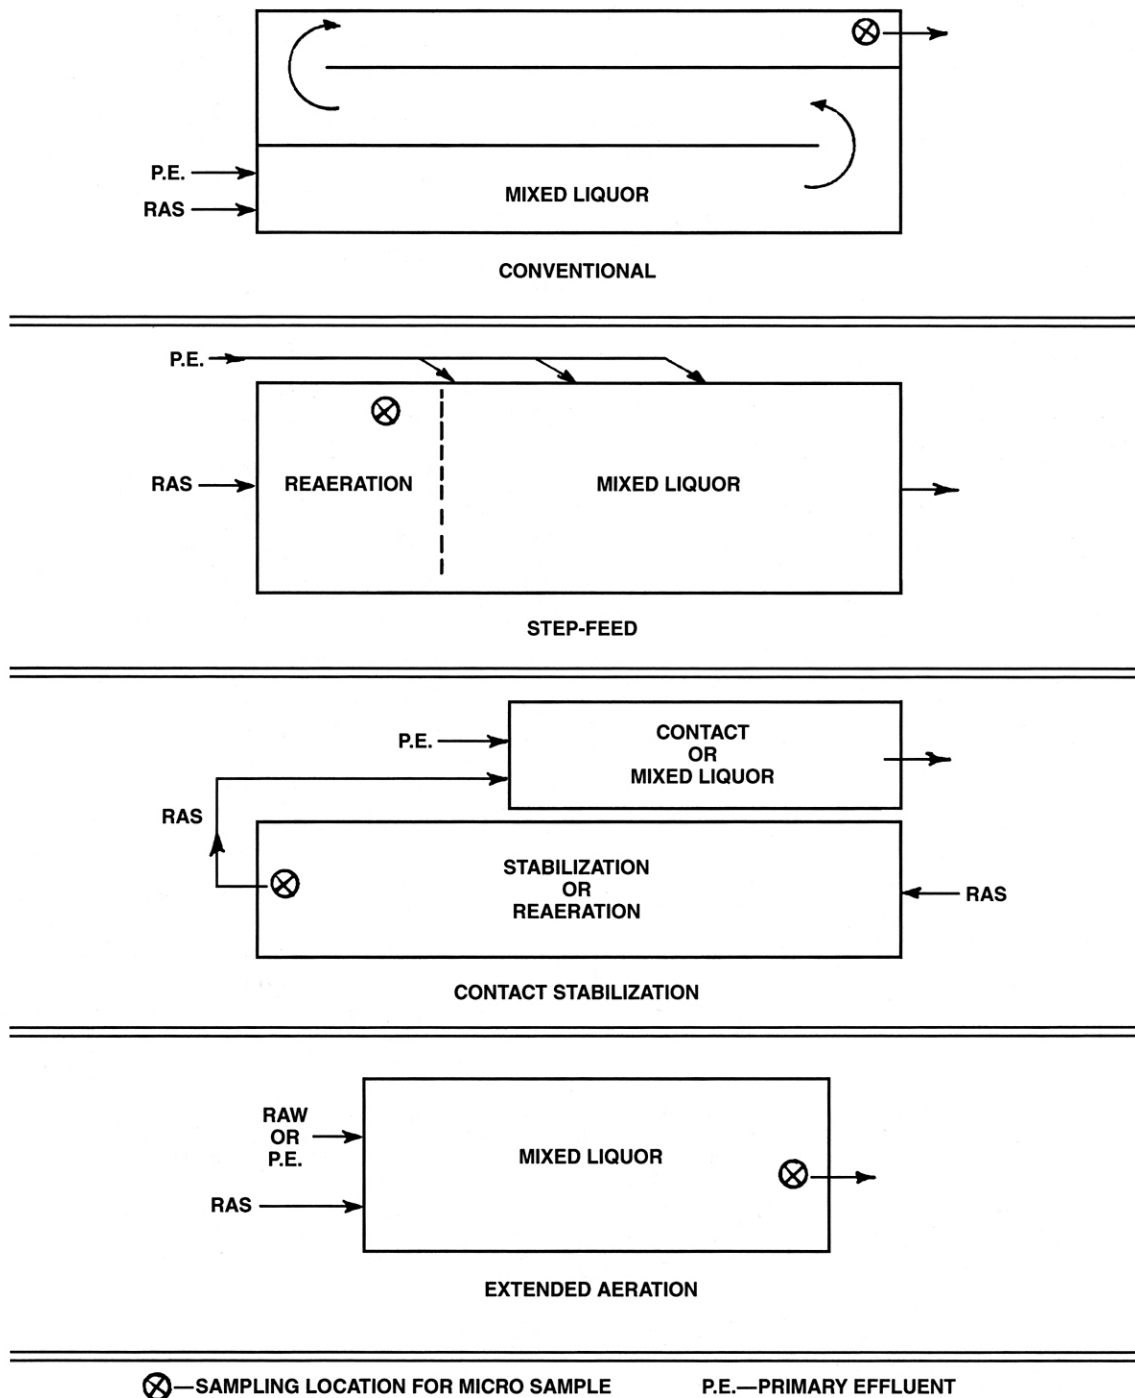 P.E.
RAS
MIXED LIQUOR
CONVENTIONAL
P.E.
RAS
REAERATION
MIXED LIQUOR
STEP-FEED
P.E.
CONTACT
OR
MIXED LIQUOR
RAS
STABILIZATION
OR
REAERATION
RAS
CONTACT STABILIZATION
RAW
OR
P.E.
MIXED LIQUOR
RAS
EXTENDED AERATION
—SAMPLING LOCATION FOR MICRO SAMPLE
P.E.—PRIMARY EFFLUENT